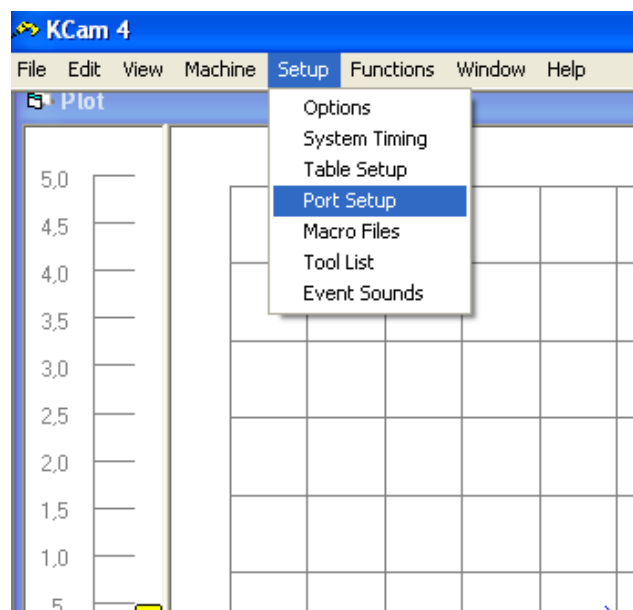 KCam 4
File Edit View Machine Setup Functions Window Help
Plot
Options
System Timing
Table Setup
Port Setup
Macro Files
Tool List
Event Sounds
5,0
4,5
4,0
3,5
3,0
2,5
2,0
1,5
1,0
,5